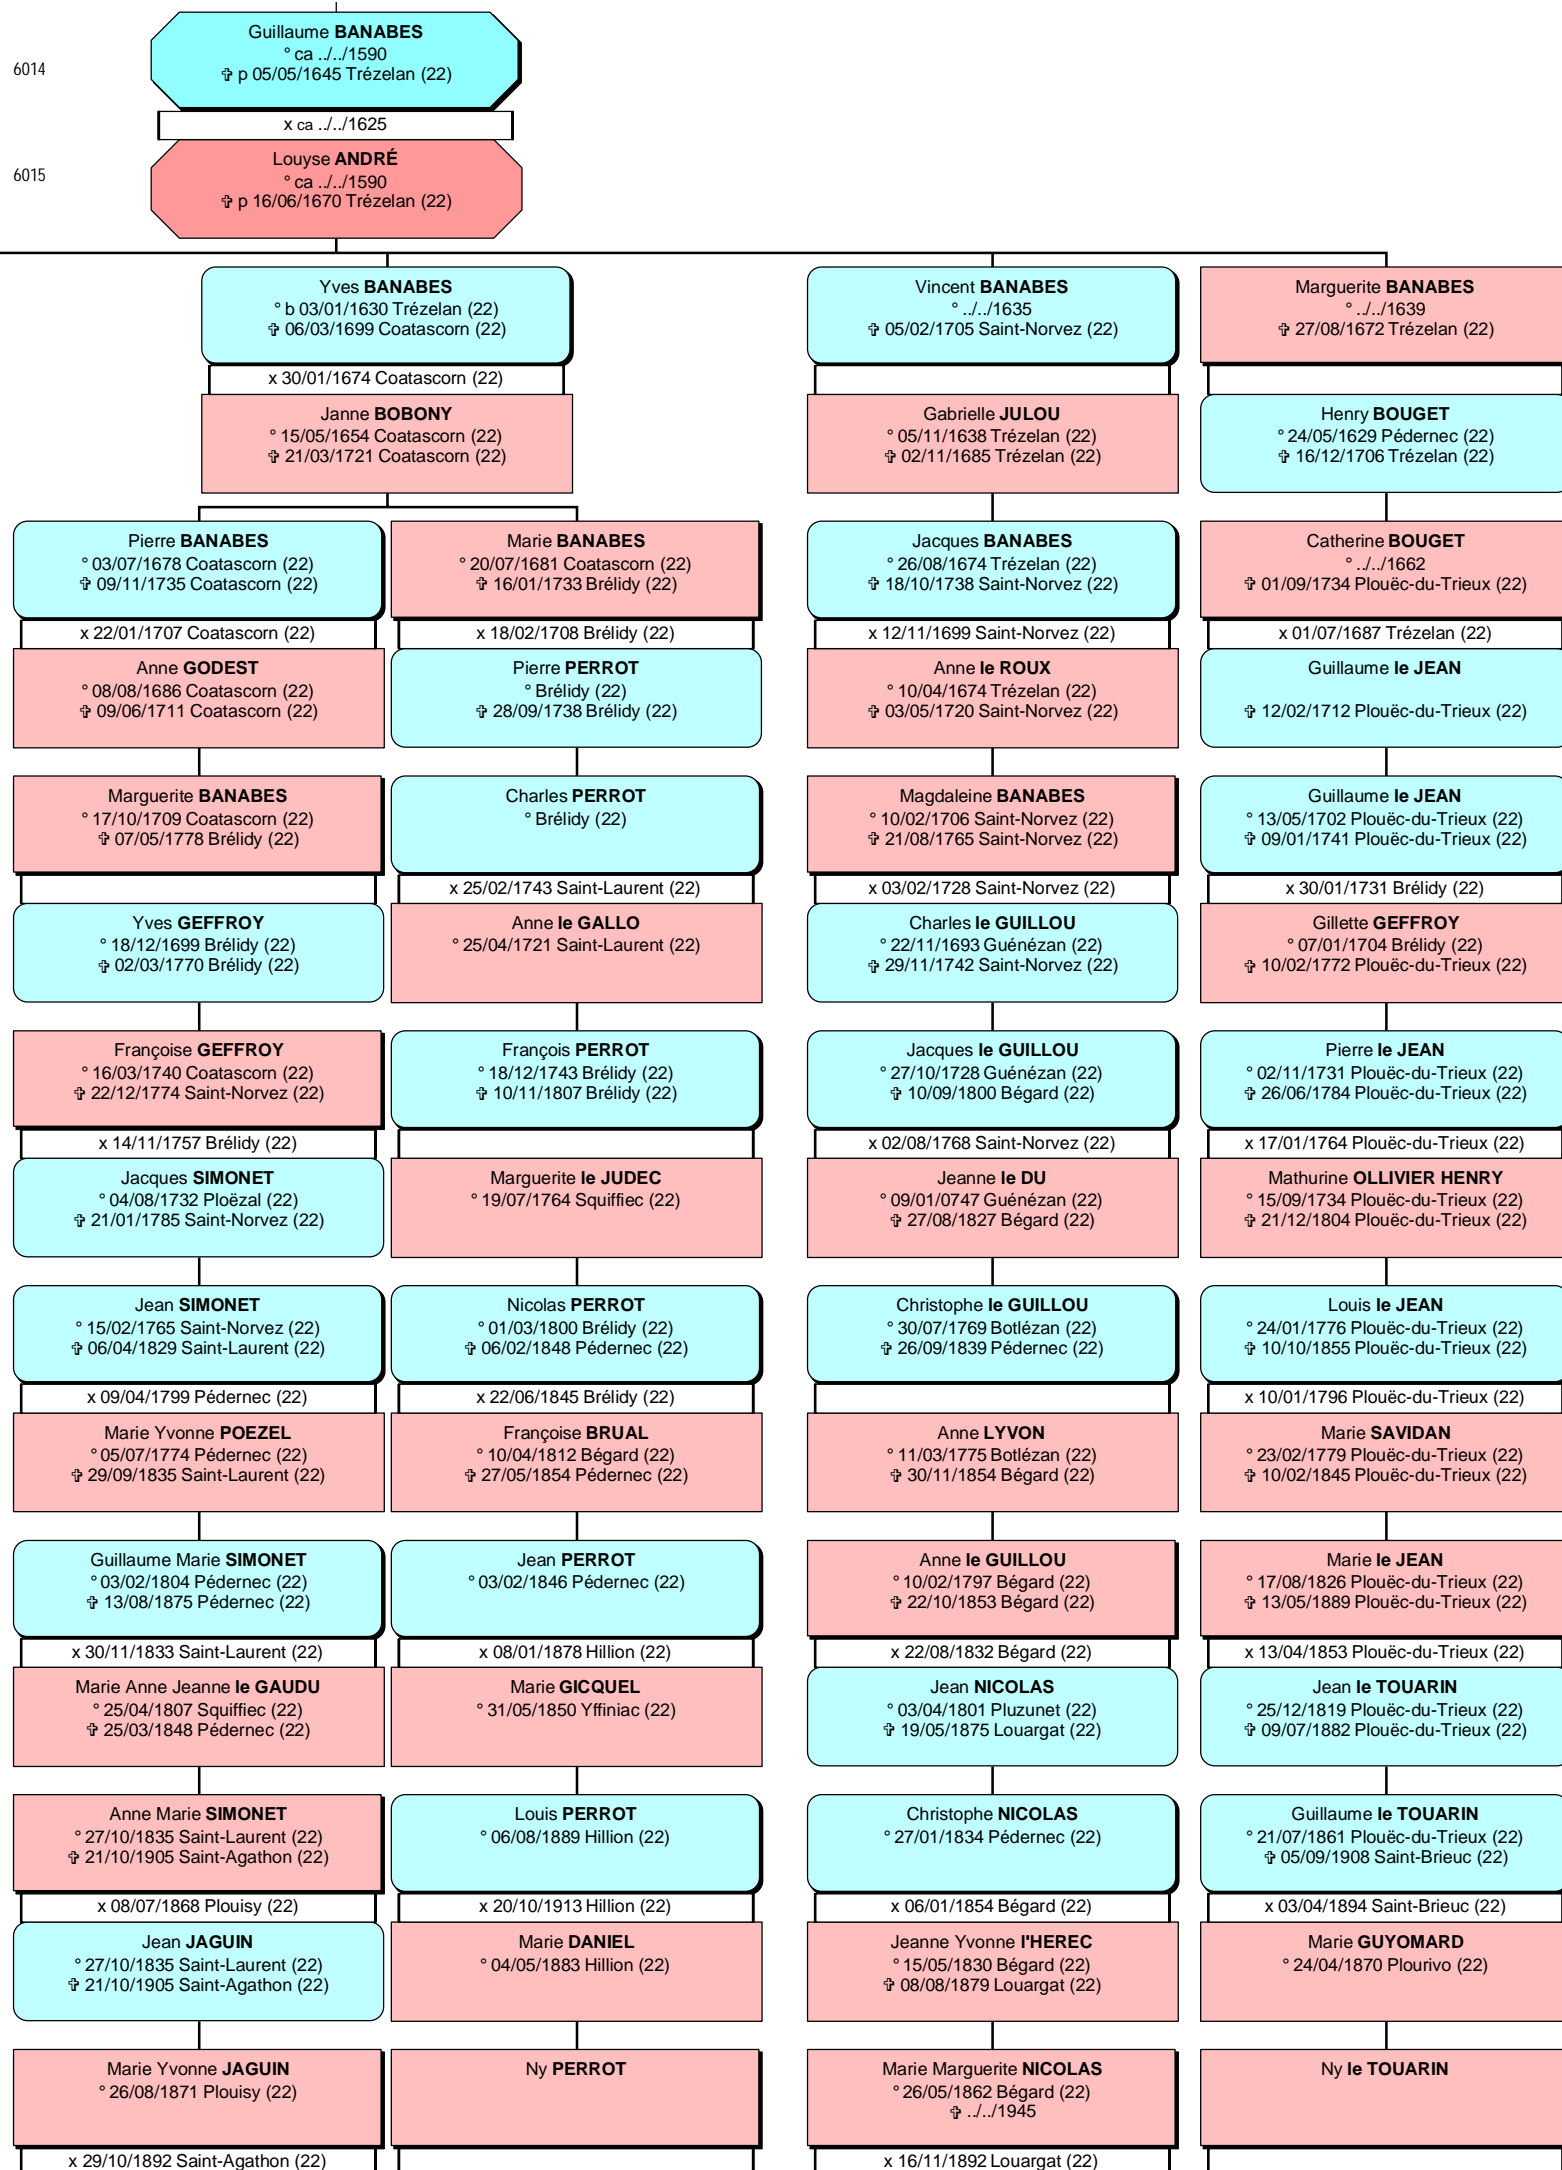 6014
Guillaume BANABES
° ca ../../1590
✞ p 05/05/1645 Trézelan (22)
x ca ../../1625
6015
Louyse ANDRÉ
° ca ../../1590
✞ p 16/06/1670 Trézelan (22)
Yves BANABES
° b 03/01/1630 Trézelan (22)
✞ 06/03/1699 Coatascorn (22)
x 30/01/1674 Coatascorn (22)
Janne BOBONY
° 15/05/1654 Coatascorn (22)
✞ 21/03/1721 Coatascorn (22)
Vincent BANABES
° ../../1635
✞ 05/02/1705 Saint-Norvez (22)
Gabrielle JULOU
° 05/11/1638 Trézelan (22)
✞ 02/11/1685 Trézelan (22)
Marguerite BANABES
° ../../1639
✞ 27/08/1672 Trézelan (22)
Henry BOUGET
° 24/05/1629 Pédernec (22)
✞ 16/12/1706 Trézelan (22)
Pierre BANABES
° 03/07/1678 Coatascorn (22)
✞ 09/11/1735 Coatascorn (22)
x 22/01/1707 Coatascorn (22)
Anne GODEST
° 08/08/1686 Coatascorn (22)
✞ 09/06/1711 Coatascorn (22)
Marie BANABES
° 20/07/1681 Coatascorn (22)
✞ 16/01/1733 Brélidy (22)
x 18/02/1708 Brélidy (22)
Pierre PERROT
° Brélidy (22)
✞ 28/09/1738 Brélidy (22)
Jacques BANABES
° 26/08/1674 Trézelan (22)
✞ 18/10/1738 Saint-Norvez (22)
x 12/11/1699 Saint-Norvez (22)
Anne le ROUX
° 10/04/1674 Trézelan (22)
✞ 03/05/1720 Saint-Norvez (22)
Catherine BOUGET
° ../../1662
✞ 01/09/1734 Plouëc-du-Trieux (22)
x 01/07/1687 Trézelan (22)
Guillaume le JEAN
✞ 12/02/1712 Plouëc-du-Trieux (22)
Marguerite BANABES
° 17/10/1709 Coatascorn (22)
✞ 07/05/1778 Brélidy (22)
Yves GEFFROY
° 18/12/1699 Brélidy (22)
✞ 02/03/1770 Brélidy (22)
Charles PERROT
° Brélidy (22)
x 25/02/1743 Saint-Laurent (22)
Anne le GALLO
° 25/04/1721 Saint-Laurent (22)
Magdaleine BANABES
° 10/02/1706 Saint-Norvez (22)
✞ 21/08/1765 Saint-Norvez (22)
x 03/02/1728 Saint-Norvez (22)
Charles le GUILLOU
° 22/11/1693 Guénézan (22)
✞ 29/11/1742 Saint-Norvez (22)
Guillaume le JEAN
° 13/05/1702 Plouëc-du-Trieux (22)
✞ 09/01/1741 Plouëc-du-Trieux (22)
x 30/01/1731 Brélidy (22)
Gillette GEFFROY
° 07/01/1704 Brélidy (22)
✞ 10/02/1772 Plouëc-du-Trieux (22)
Françoise GEFFROY
° 16/03/1740 Coatascorn (22)
✞ 22/12/1774 Saint-Norvez (22)
x 14/11/1757 Brélidy (22)
Jacques SIMONET
° 04/08/1732 Ploëzal (22)
✞ 21/01/1785 Saint-Norvez (22)
François PERROT
° 18/12/1743 Brélidy (22)
✞ 10/11/1807 Brélidy (22)
Marguerite le JUDEC
° 19/07/1764 Squiffiec (22)
Jacques le GUILLOU
° 27/10/1728 Guénézan (22)
✞ 10/09/1800 Bégard (22)
x 02/08/1768 Saint-Norvez (22)
Jeanne le DU
° 09/01/0747 Guénézan (22)
✞ 27/08/1827 Bégard (22)
Pierre le JEAN
° 02/11/1731 Plouëc-du-Trieux (22)
✞ 26/06/1784 Plouëc-du-Trieux (22)
x 17/01/1764 Plouëc-du-Trieux (22)
Mathurine OLLIVIER HENRY
° 15/09/1734 Plouëc-du-Trieux (22)
✞ 21/12/1804 Plouëc-du-Trieux (22)
Jean SIMONET
° 15/02/1765 Saint-Norvez (22)
✞ 06/04/1829 Saint-Laurent (22)
x 09/04/1799 Pédernec (22)
Marie Yvonne POEZEL
° 05/07/1774 Pédernec (22)
✞ 29/09/1835 Saint-Laurent (22)
Nicolas PERROT
° 01/03/1800 Brélidy (22)
✞ 06/02/1848 Pédernec (22)
x 22/06/1845 Brélidy (22)
Françoise BRUAL
° 10/04/1812 Bégard (22)
✞ 27/05/1854 Pédernec (22)
Christophe le GUILLOU
° 30/07/1769 Botlézan (22)
✞ 26/09/1839 Pédernec (22)
Anne LYVON
° 11/03/1775 Botlézan (22)
✞ 30/11/1854 Bégard (22)
Louis le JEAN
° 24/01/1776 Plouëc-du-Trieux (22)
✞ 10/10/1855 Plouëc-du-Trieux (22)
x 10/01/1796 Plouëc-du-Trieux (22)
Marie SAVIDAN
° 23/02/1779 Plouëc-du-Trieux (22)
✞ 10/02/1845 Plouëc-du-Trieux (22)
Guillaume Marie SIMONET
° 03/02/1804 Pédernec (22)
✞ 13/08/1875 Pédernec (22)
x 30/11/1833 Saint-Laurent (22)
Marie Anne Jeanne le GAUDU
° 25/04/1807 Squiffiec (22)
✞ 25/03/1848 Pédernec (22)
Jean PERROT
° 03/02/1846 Pédernec (22)
x 08/01/1878 Hillion (22)
Marie GICQUEL
° 31/05/1850 Yffiniac (22)
Anne le GUILLOU
° 10/02/1797 Bégard (22)
✞ 22/10/1853 Bégard (22)
x 22/08/1832 Bégard (22)
Jean NICOLAS
° 03/04/1801 Pluzunet (22)
✞ 19/05/1875 Louargat (22)
Marie le JEAN
° 17/08/1826 Plouëc-du-Trieux (22)
✞ 13/05/1889 Plouëc-du-Trieux (22)
x 13/04/1853 Plouëc-du-Trieux (22)
Jean le TOUARIN
° 25/12/1819 Plouëc-du-Trieux (22)
✞ 09/07/1882 Plouëc-du-Trieux (22)
Anne Marie SIMONET
° 27/10/1835 Saint-Laurent (22)
✞ 21/10/1905 Saint-Agathon (22)
x 08/07/1868 Plouisy (22)
Jean JAGUIN
° 27/10/1835 Saint-Laurent (22)
✞ 21/10/1905 Saint-Agathon (22)
Louis PERROT
° 06/08/1889 Hillion (22)
x 20/10/1913 Hillion (22)
Marie DANIEL
° 04/05/1883 Hillion (22)
Christophe NICOLAS
° 27/01/1834 Pédernec (22)
x 06/01/1854 Bégard (22)
Jeanne Yvonne l'HEREC
° 15/05/1830 Bégard (22)
✞ 08/08/1879 Louargat (22)
Guillaume le TOUARIN
° 21/07/1861 Plouëc-du-Trieux (22)
✞ 05/09/1908 Saint-Brieuc (22)
x 03/04/1894 Saint-Brieuc (22)
Marie GUYOMARD
° 24/04/1870 Plourivo (22)
Marie Yvonne JAGUIN
° 26/08/1871 Plouisy (22)
x 29/10/1892 Saint-Agathon (22)
Ny PERROT
Marie Marguerite NICOLAS
° 26/05/1862 Bégard (22)
✞ ../../1945
x 16/11/1892 Louargat (22)
Ny le TOUARIN